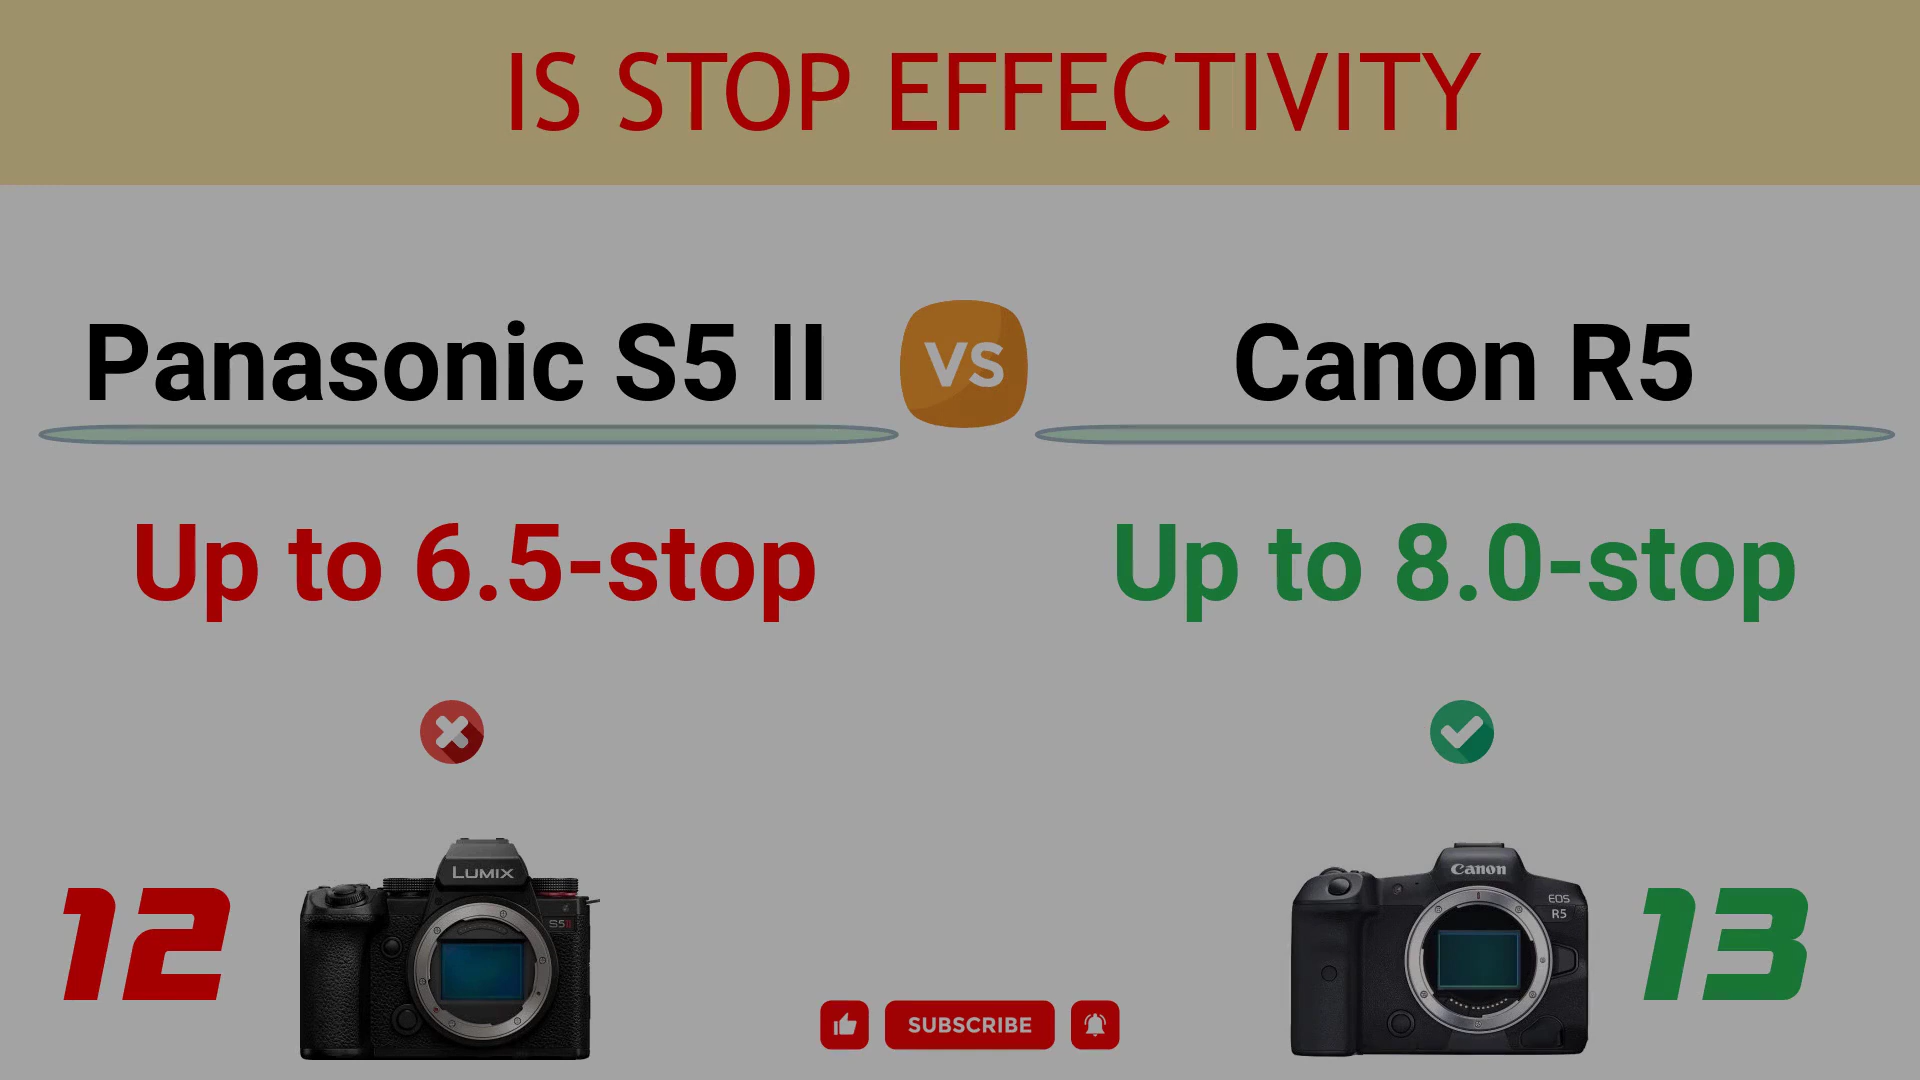 IS STOP EFFECTIVITY
Panasonic S5 II
VS
Canon R5
Up to 6.5-stop
Up to 8.0-stop
LUMIX
S5II
Canon
EOS
R5
12
13
SUBSCRIBE